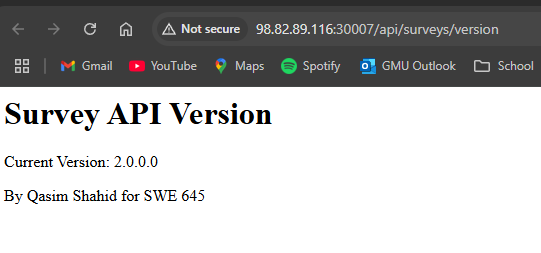 Not secure 98.82.89.116:30007/api/surveys/version
Gmail YouTube Maps Spotify GMU Outlook School
Survey API Version
Current Version: 2.0.0.0
By Qasim Shahid for SWE 645